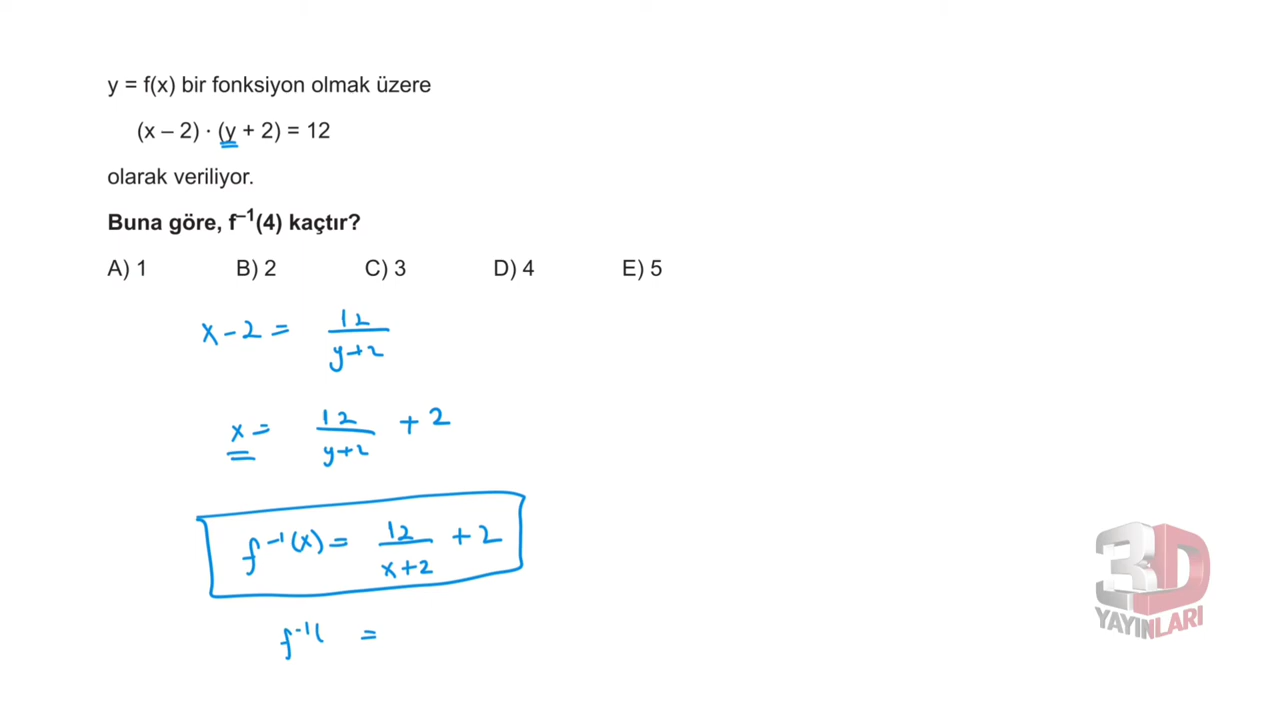 y = f(x) bir fonksiyon olmak üzere
(x – 2) · (y + 2) = 12
olarak veriliyor.
Buna göre, f⁻¹(4) kaçtır?
A) 1 B) 2 C) 3 D) 4 E) 5
x - 2 = 12/(y+2)
x = 12/(y+2) + 2
f⁻¹(x) = 12/(x+2) + 2
f⁻¹( =
3D
YAYINLARI